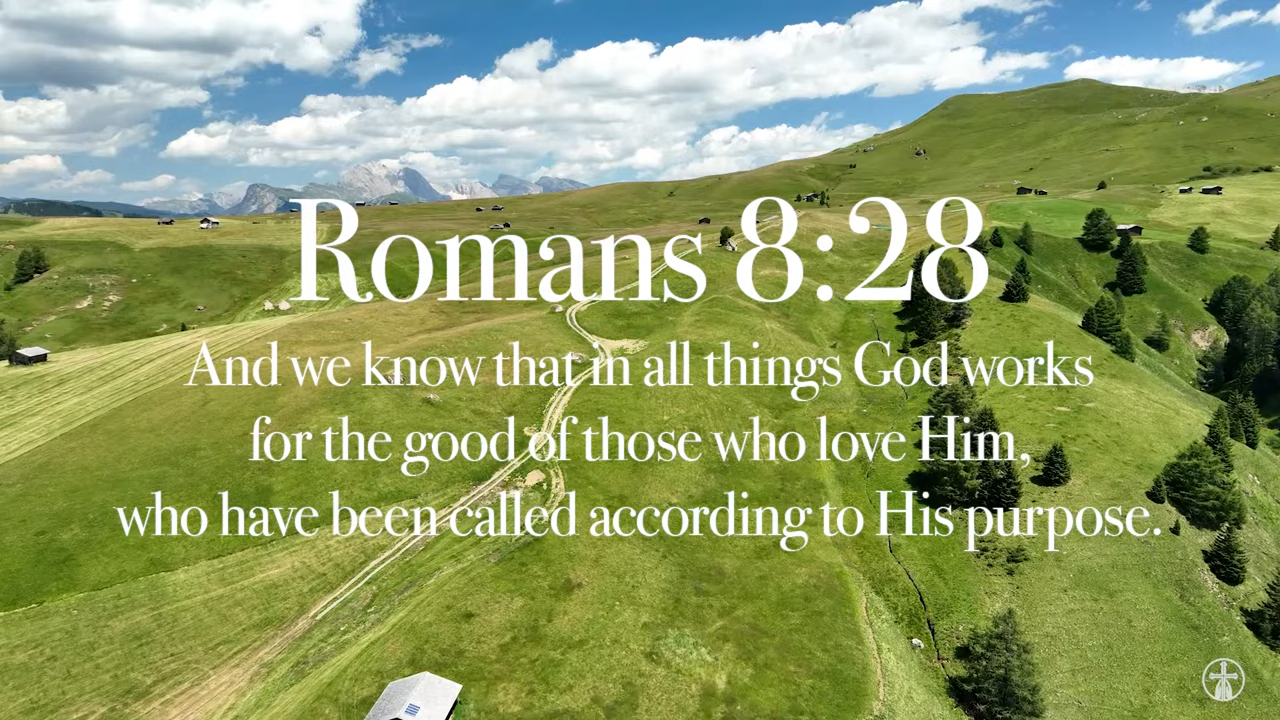 Romans 8:28
And we know that in all things God works
for the good of those who love Him,
who have been called according to His purpose.